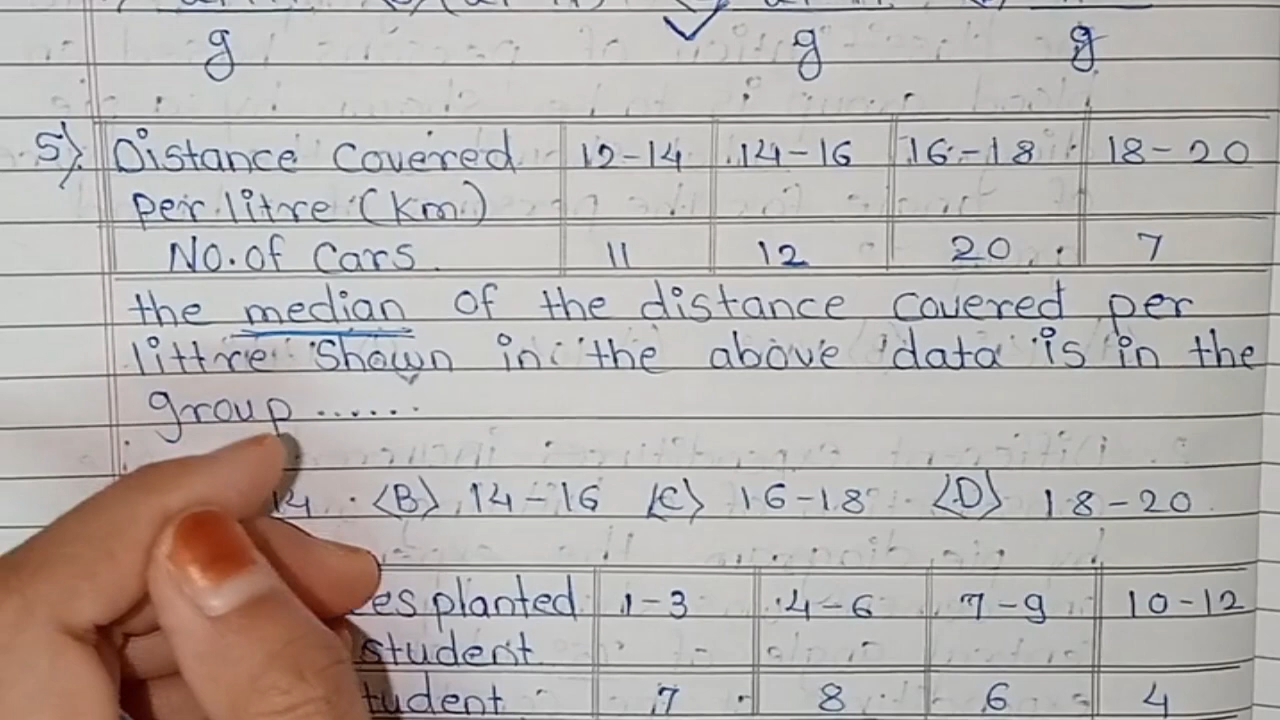 g g g
5) Distance Covered 12-14 14-16 16-18 18-20
per litre (Km)
No. of Cars. 11 12 20 7
the median of the distance covered per
littre shown in the above data is in the
group ......
14 <B> 14-16 <C> 16-18 <D> 18-20
planted 1-3 4-6 7-9 10-12
student
7 8 6 4